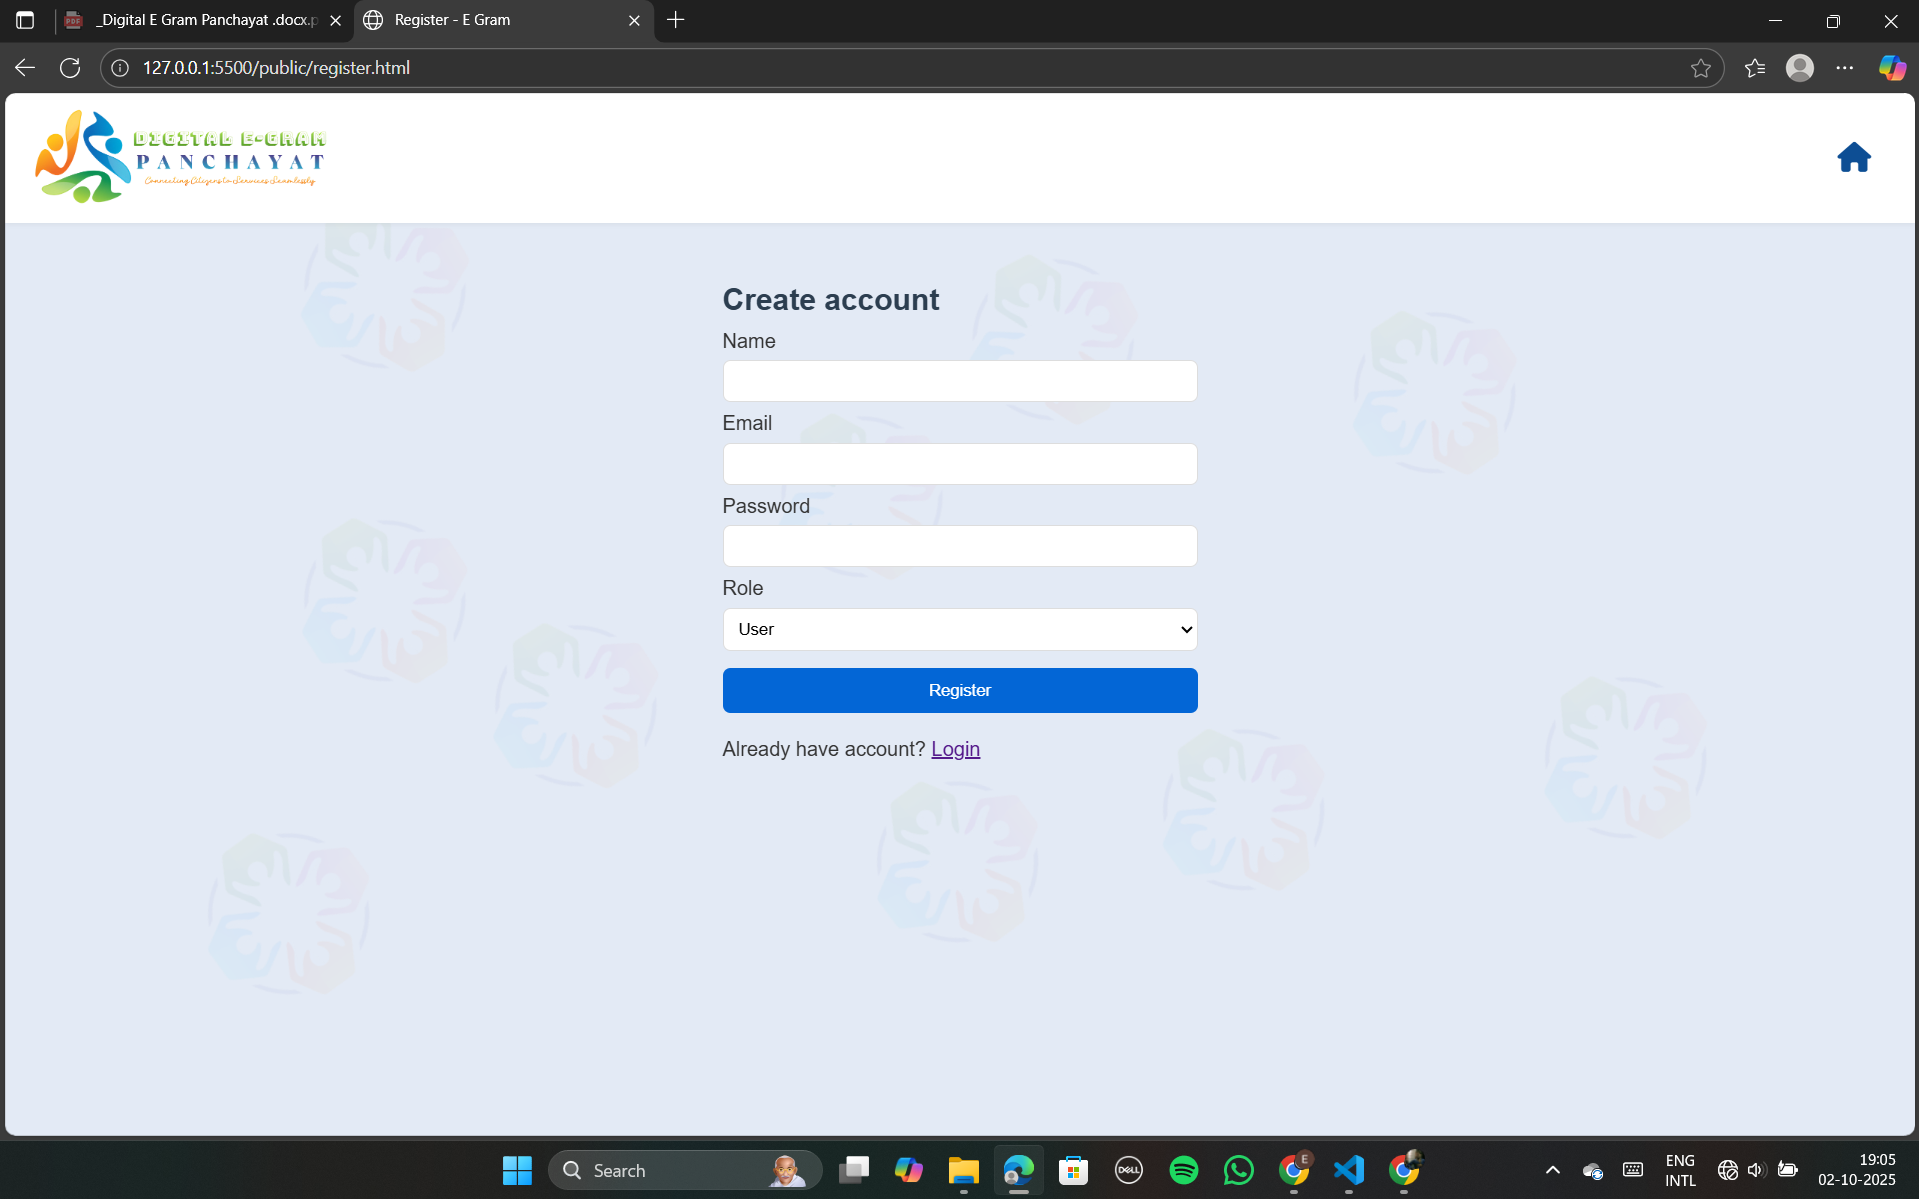 _Digital E Gram Panchayat .docx.p
Register - E Gram
127.0.0.1:5500/public/register.html
DIGITAL E-GRAM
PANCHAYAT
Connecting Citizens to Services Seamlessly
Create account
Name
Email
Password
Role
User
Register
Already have account? Login
Search
DELL
E
ENG
INTL
19:05
02-10-2025